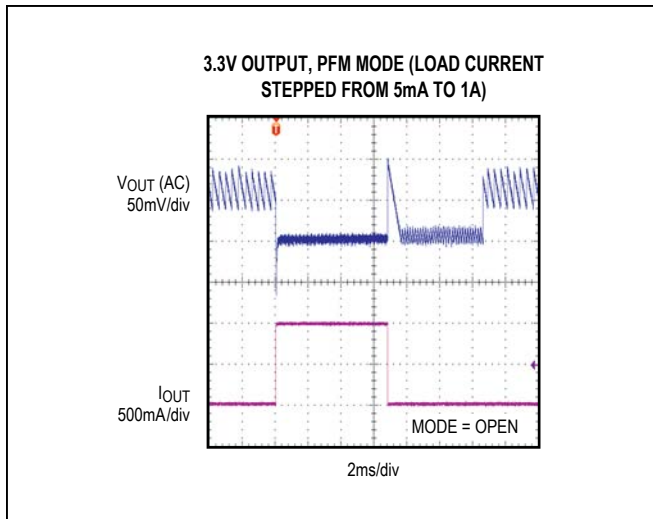 3.3V OUTPUT, PFM MODE (LOAD CURRENT
STEPPED FROM 5mA TO 1A)
VOUT (AC)
50mV/div
IOUT
500mA/div
MODE = OPEN
2ms/div